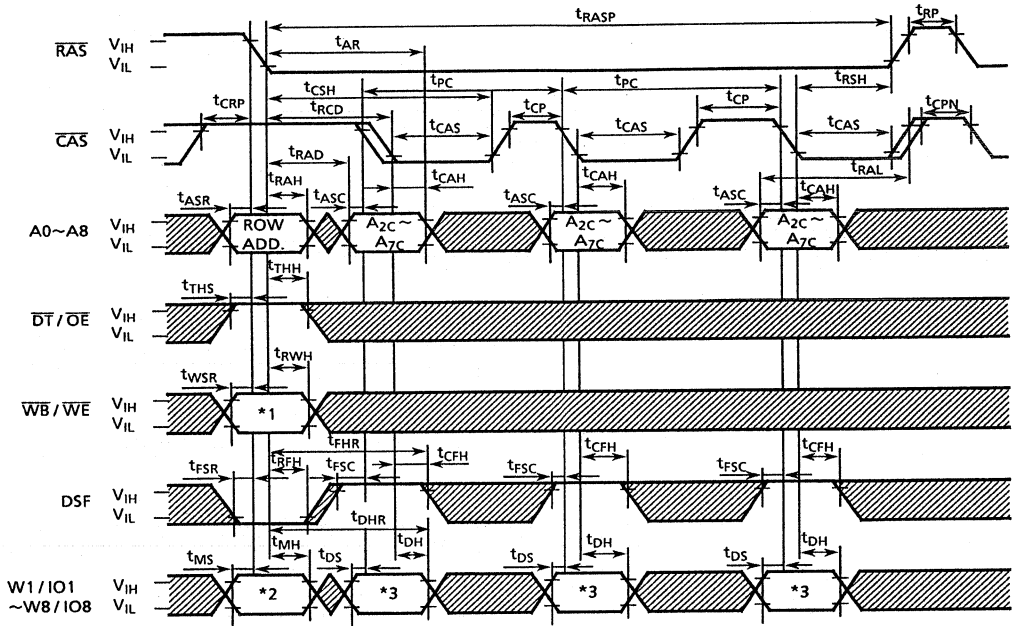 tRASP
tRP
tAR
RAS
VIH
VIL
tPC
tPC
tRSH
tCSH
tCRP
tRCD
tCP
tCP
tCPN
CAS
VIH
VIL
tCAS
tCAS
tCAS
tRAD
tRAL
tRAH
tCAH
tCAH
tCAH
tASR
tASC
tASC
tASC
A0~A8
VIH
VIL
ROW ADD.
A2C~ A7C
A2C~ A7C
A2C~ A7C
tTHH
tTHS
DT/OE
VIH
VIL
tRWH
tWSR
WB/WE
VIH
VIL
*1
tFHR
tRFH
tCFH
tCFH
tCFH
tFSR
tFSC
tFSC
tFSC
DSF
VIH
VIL
tDHR
tMH
tDH
tDH
tDH
tMS
tDS
tDS
tDS
W1/IO1
~W8/IO8
VIH
VIL
*2
*3
*3
*3